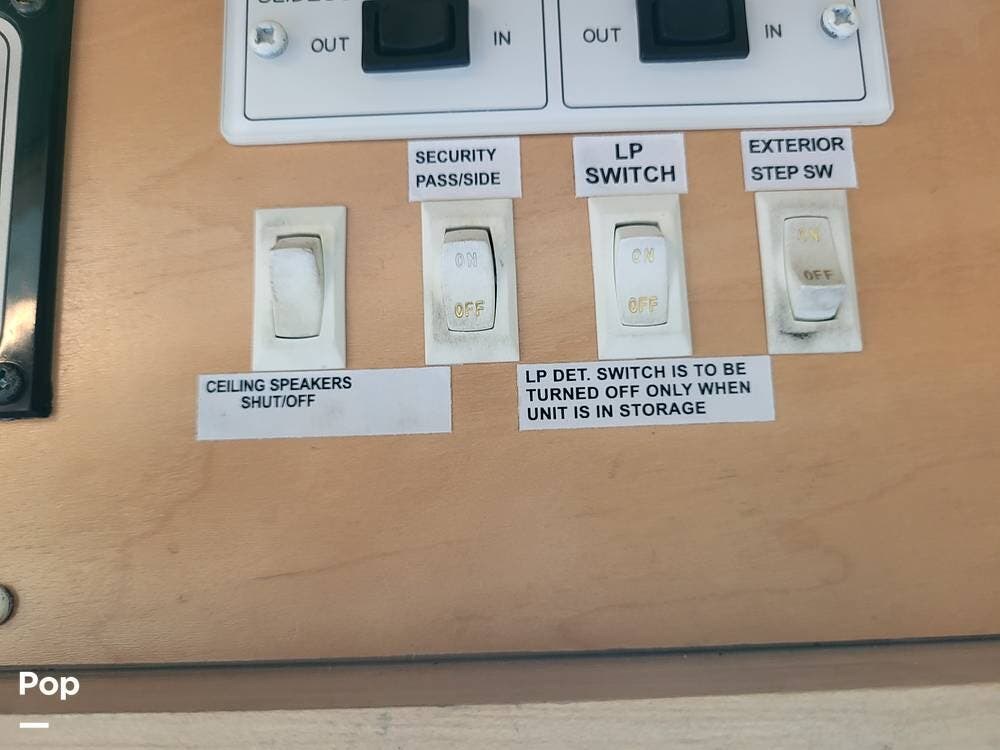 OUT IN OUT IN
SECURITY
PASS/SIDE
LP
SWITCH
EXTERIOR
STEP SW
ON
OFF
ON
OFF
ON
OFF
CEILING SPEAKERS
SHUT/OFF
LP DET. SWITCH IS TO BE
TURNED OFF ONLY WHEN
UNIT IS IN STORAGE
Pop